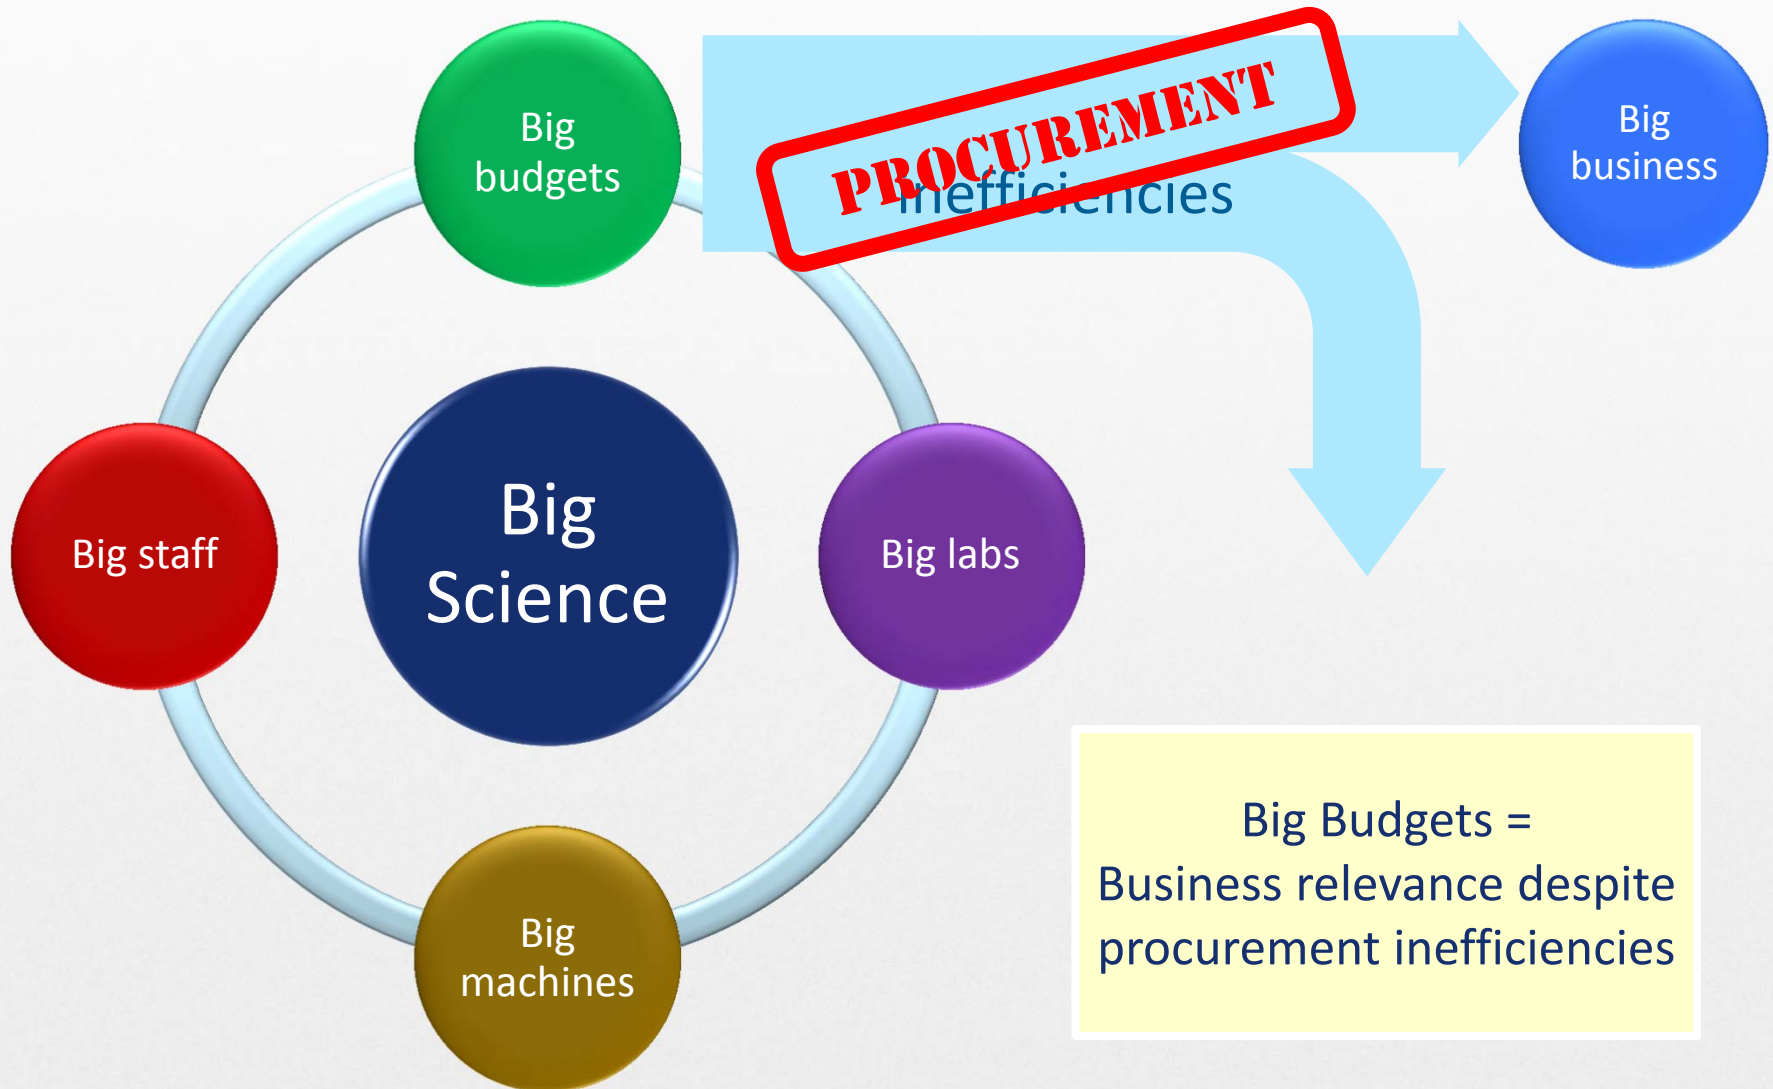 Big
budgets
PROCUREMENT
inefficiencies
Big
business
Big staff
Big
Science
Big labs
Big
machines
Big Budgets =
Business relevance despite
procurement inefficiencies